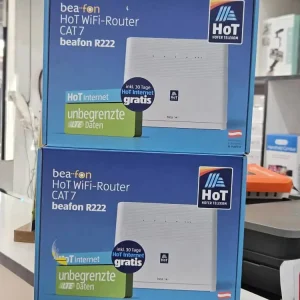 bea-fon
HoT WiFi-Router
CAT 7
beafon R222
HoT
HOFER TELEKOM
inkl. 30 Tage
HoT Internet
gratis
HoT Internet
unbegrenzte
Daten
bea-fon
HoT WiFi-Router
CAT 7
beafon R222
HoT
HOFER TELEKOM
inkl. 30 Tage
HoT Internet
gratis
HoT Internet
unbegrenzte
Daten